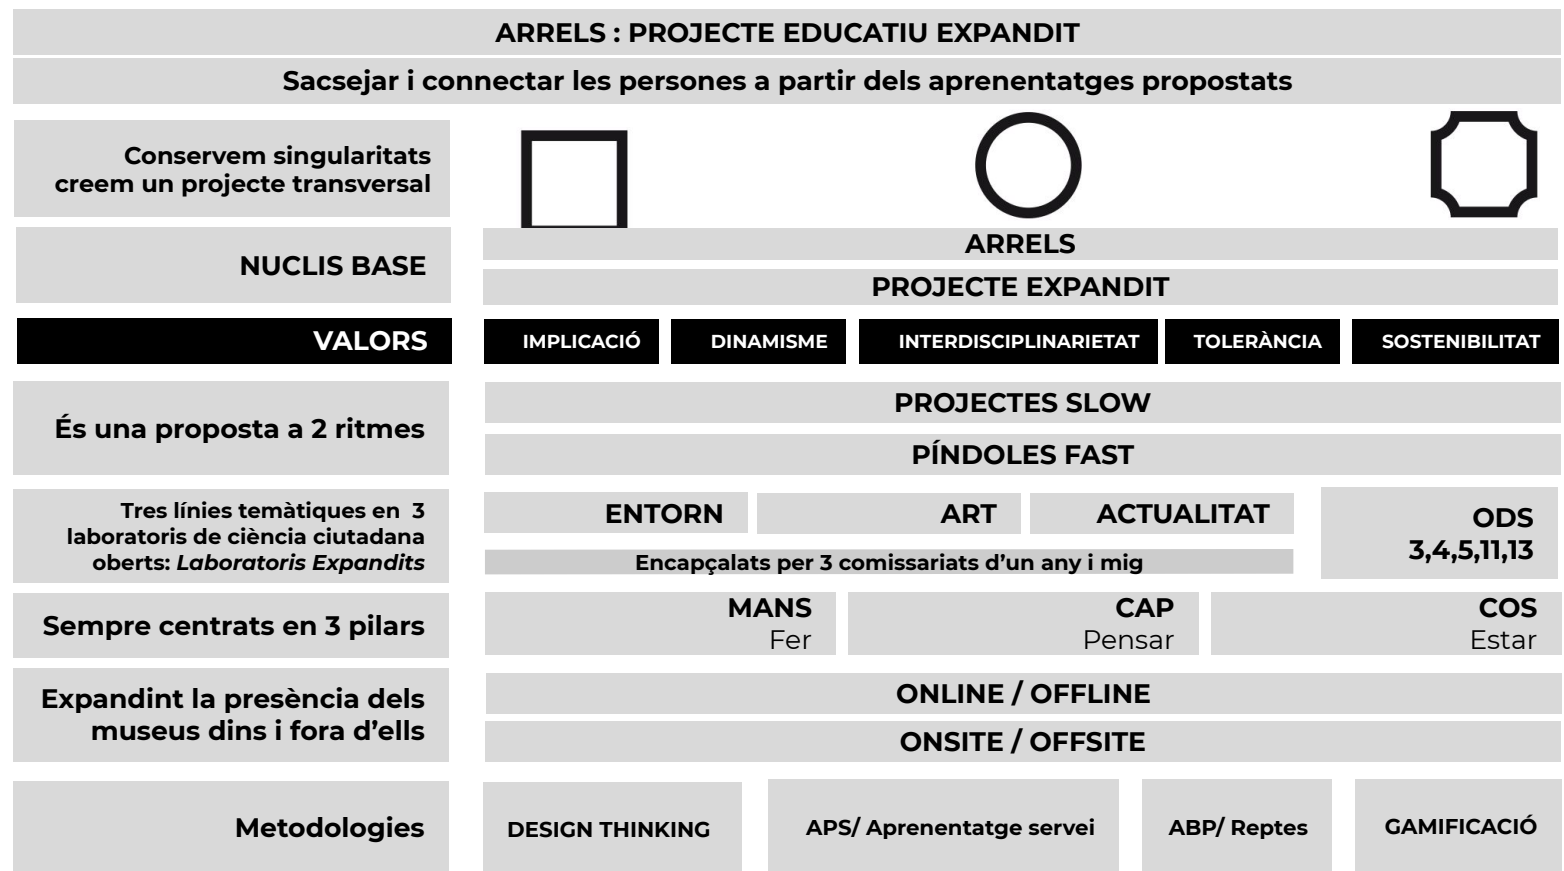 ARRELS : PROJECTE EDUCATIU EXPANDIT
Sacsejar i connectar les persones a partir dels aprenentatges propostats
Conservem singularitats
creem un projecte transversal
NUCLIS BASE
ARRELS
PROJECTE EXPANDIT
VALORS
IMPLICACIÓ
DINAMISME
INTERDISCIPLINARIETAT
TOLERÀNCIA
SOSTENIBILITAT
És una proposta a 2 ritmes
PROJECTES SLOW
PÍNDOLES FAST
Tres línies temàtiques en 3
laboratoris de ciència ciutadana
oberts: Laboratoris Expandits
ENTORN
ART
ACTUALITAT
Encapçalats per 3 comissariats d'un any i mig
ODS
3,4,5,11,13
Sempre centrats en 3 pilars
MANS
Fer
CAP
Pensar
COS
Estar
Expandint la presència dels
museus dins i fora d'ells
ONLINE / OFFLINE
ONSITE / OFFSITE
Metodologies
DESIGN THINKING
APS/ Aprenentatge servei
ABP/ Reptes
GAMIFICACIÓ